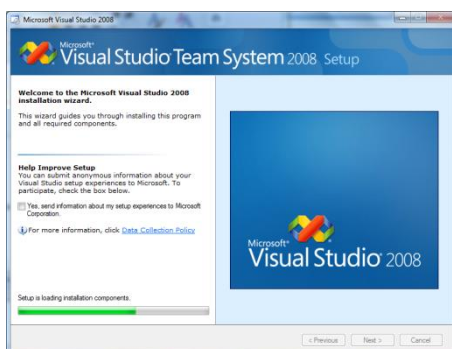 Microsoft Visual Studio 2008
Microsoft®
Visual Studio Team System 2008 Setup
Welcome to the Microsoft Visual Studio 2008
installation wizard.
This wizard guides you through installing this program
and all required components.
Help Improve Setup
You can submit anonymous information about your
Visual Studio setup experiences to Microsoft. To
participate, check the box below.
Yes, send information about my setup experiences to Microsoft
Corporation.
For more information, click Data Collection Policy
Setup is loading installation components.
Microsoft®
Visual Studio 2008
< Previous
Next >
Cancel